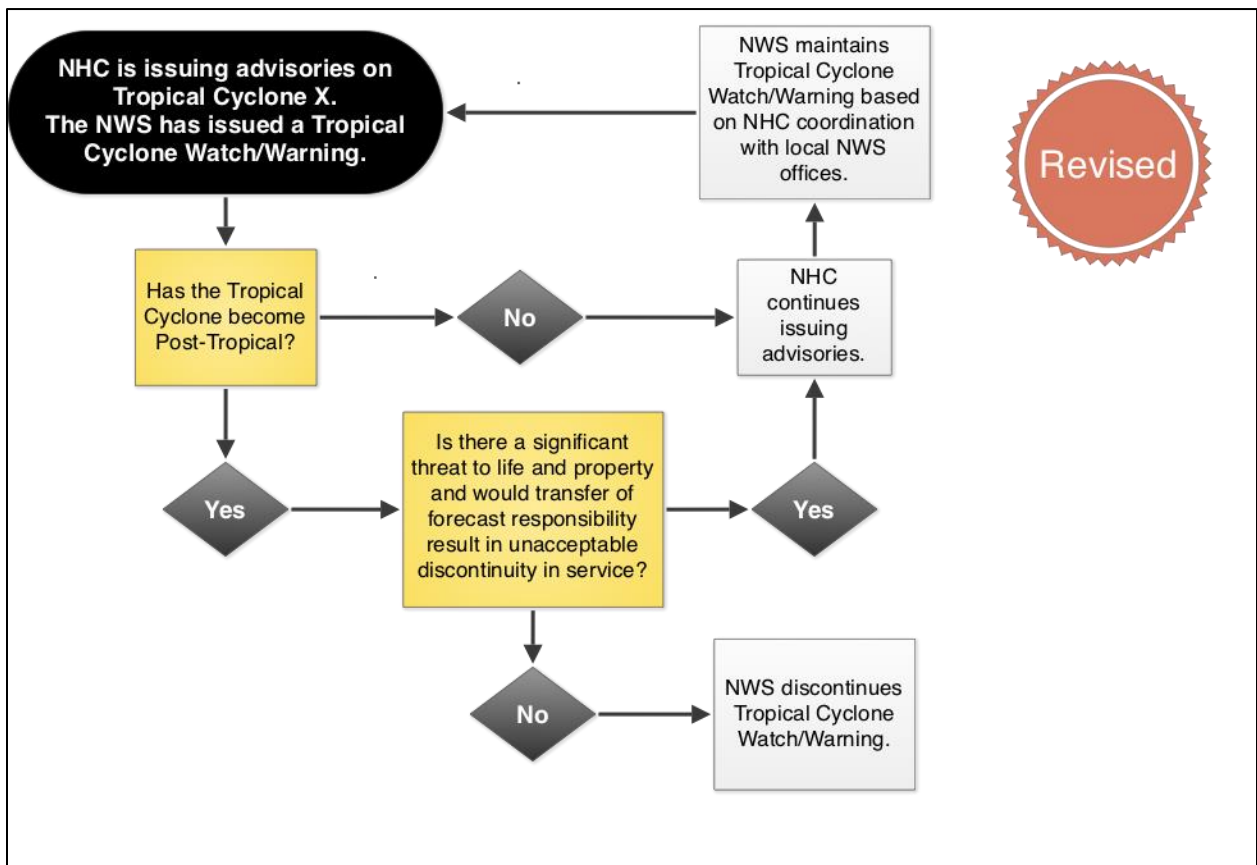 NHC is issuing advisories on
Tropical Cyclone X.
The NWS has issued a Tropical
Cyclone Watch/Warning.
NWS maintains
Tropical Cyclone
Watch/Warning based
on NHC coordination
with local NWS
offices.
Revised
Has the Tropical
Cyclone become
Post-Tropical?
No
NHC
continues
issuing
advisories.
Yes
Is there a significant
threat to life and property
and would transfer of
forecast responsibility
result in unacceptable
discontinuity in service?
Yes
No
NWS discontinues
Tropical Cyclone
Watch/Warning.